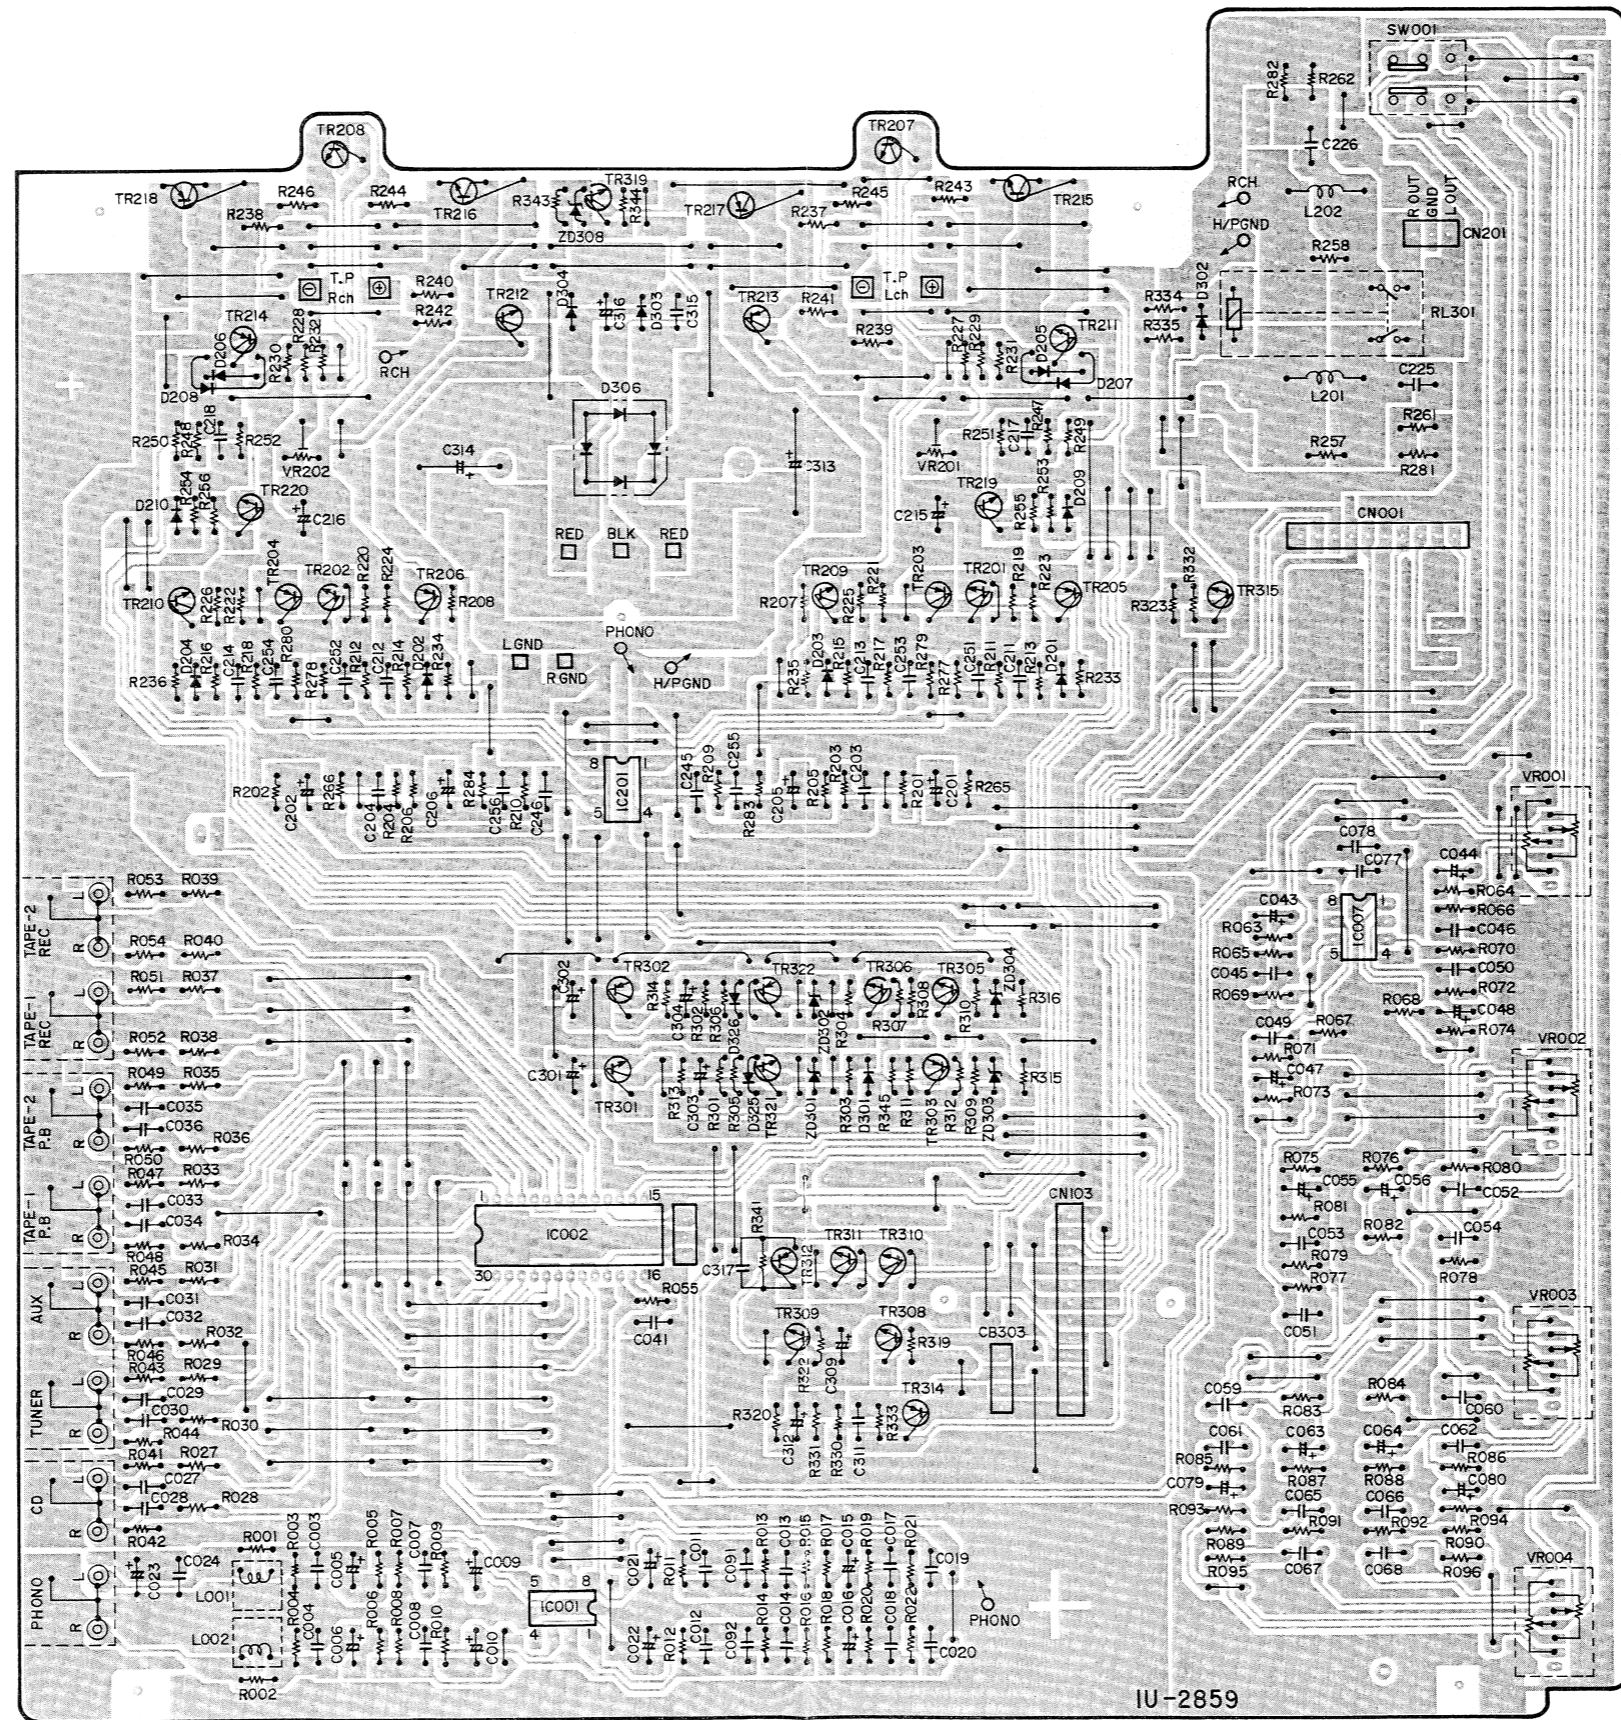 SW001
R282
R262
TR208
TR207
C226
TR218
R246
R244
TR216
R343
TR319
R344
TR217
R245
R243
TR215
RCH
L202
R OUT
GND
L OUT
CN201
R238
ZD308
R237
H/PGND
R258
T.P
Rch
R240
TR212
D304
C316
D303
C315
TR213
R241
T.P
Lch
R334
D302
RL301
TR214
R242
R239
R335
D206
R230
R228
R232
RCH
R227
R229
R231
D205
TR211
D207
D208
D306
L201
C225
R250
R248
C218
R252
VR202
C314
C313
VR201
R251
C217
R247
R249
R257
R261
R281
D210
R254
R256
TR220
C216
C215
TR219
R255
R253
D209
CN001
RED
BLK
RED
TR210
R226
R222
TR204
TR202
R220
R224
TR206
R208
R207
TR209
R225
R221
TR203
TR201
R219
R223
TR205
R323
R332
TR315
R236
D204
R216
C214
R218
C254
R280
R278
C252
R212
C212
R214
D202
R234
L GND
R GND
PHONO
H/PGND
R235
D203
R215
C213
R217
C253
R279
R277
C251
R211
C211
R213
D201
R233
R202
C202
R266
C204
R204
R206
C206
R284
C256
R210
C246
8
1
IC201
5
4
C245
R209
C255
R283
C205
R205
R203
C203
R201
C201
R265
VR001
C078
C077
C044
R064
R066
C046
R070
C050
R072
C048
R074
C043
R063
R065
C045
R069
C049
R071
C047
R073
8
1
IC007
5
4
R068
R067
VR002
TAPE-2
REC
L
R
R053
R039
R054
R040
TAPE-1
REC
L
R
R051
R037
R052
R038
C302
TR302
R314
C304
R302
R306
D326
TR322
ZD302
R304
TR306
R307
R308
TR305
R310
ZD304
R316
C301
TR301
R313
C303
R301
R305
D325
TR321
ZD301
R303
D301
R345
R311
TR303
R312
R309
ZD303
R315
TAPE-2
P.B
L
R
R049
R035
C035
C036
R036
R050
TAPE-1
P.B
L
R
R047
R033
C033
C034
R034
R048
1
15
IC002
30
16
R055
C041
R341
C317
TR312
TR311
TR310
CN103
TR309
TR308
R322
C309
R319
CB303
TR314
R320
C312
R331
R330
C311
R333
R075
R076
R080
C055
C056
C052
R081
R082
C053
C054
R079
R078
R077
C051
VR003
AUX
L
R
R045
R031
C031
C032
R032
R046
TUNER
L
R
R043
R029
C029
C030
R030
R044
CD
L
R
R041
R027
C027
C028
R028
R042
C059
R083
R084
C060
C061
C063
C064
C062
R085
R087
R088
R086
C079
C065
C066
C080
R093
R091
R092
R094
R089
C067
C068
R090
R095
R096
VR004
PHONO
L
R
C023
C024
R001
L001
R003
C003
C005
R005
R007
C007
R009
C009
L002
R002
R004
C004
C006
R006
R008
C008
R010
C010
5
8
IC001
4
C021
R011
C011
C091
R013
C013
R015
R017
C015
R019
C017
R021
C019
C022
R012
C012
C092
R014
C014
R016
R018
C016
R020
C018
R022
C020
PHONO
1U-2859